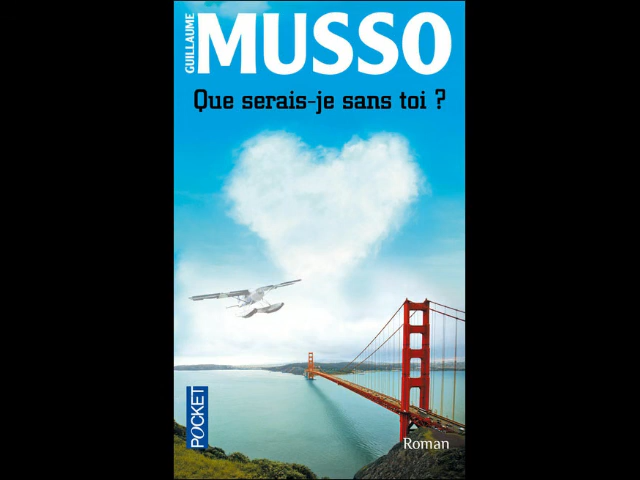 GUILLAUME
MUSSO
Que serais-je sans toi ?
POCKET
Roman